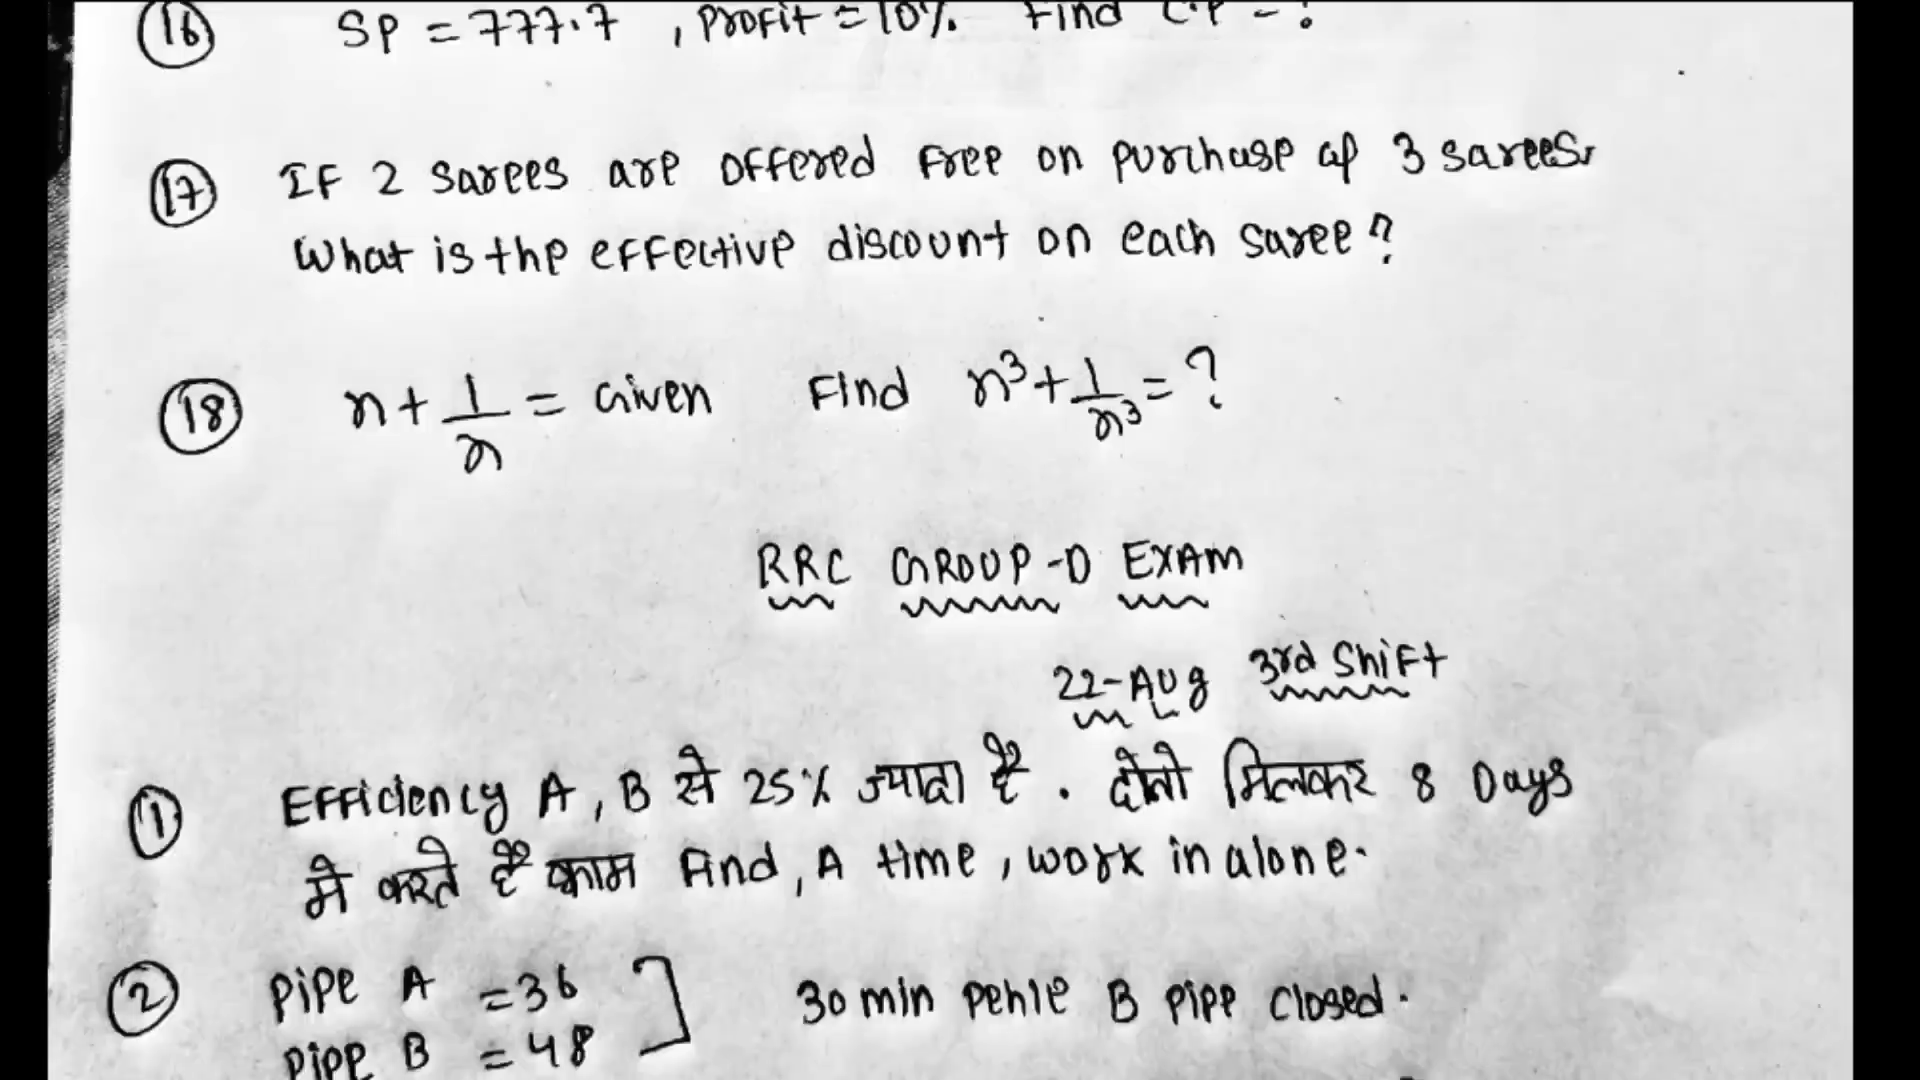 (16) SP = 777.7 , Profit = 10%. Find C.P = ?
(17) If 2 sarees are offered free on purchase of 3 sarees.
What is the effective discount on each saree?
(18) x + 1/x = Given Find x³ + 1/x³ = ?
RRC GROUP-D EXAM
22-Aug 3rd Shift
(1) Efficiency A, B से 25% ज्यादा है. दोनो मिलकर 8 Days
मे करते है काम Find, A time, work in alone.
(2) Pipe A = 36 ] 30 min Pehle B Pipe closed.
Pipe B = 48